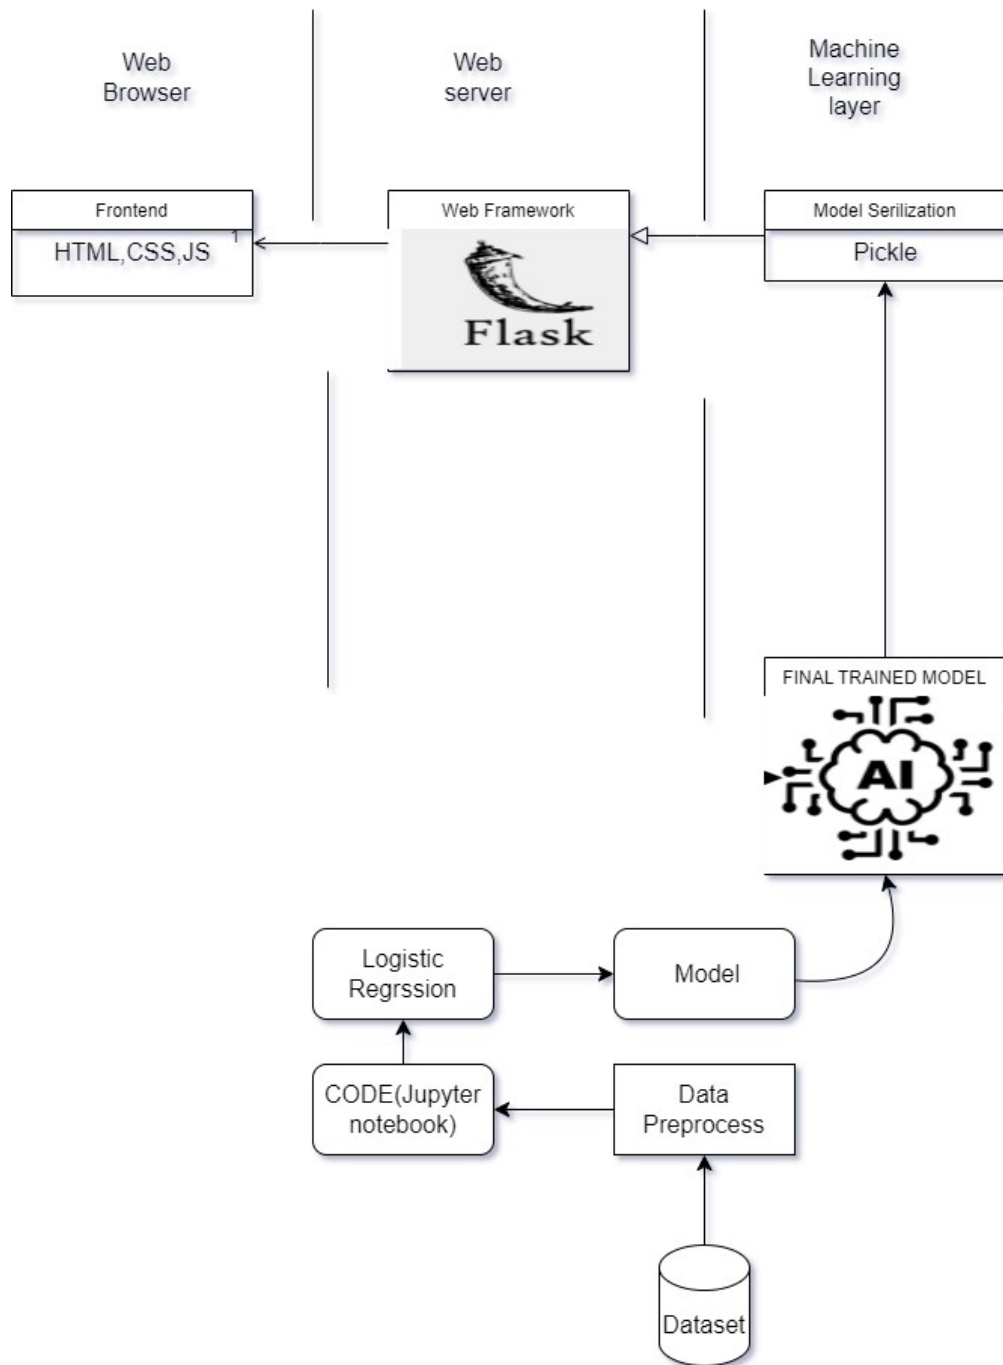 Web
Browser
Web
server
Machine
Learning
layer
Frontend
1
HTML,CSS,JS
Web Framework
Flask
Model Serilization
Pickle
FINAL TRAINED MODEL
AI
Logistic
Regrssion
Model
CODE(Jupyter
notebook)
Data
Preprocess
Dataset